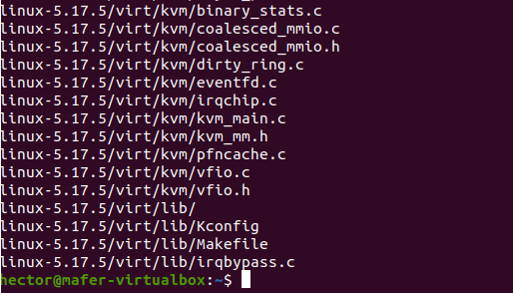 linux-5.17.5/virt/kvm/binary_stats.c
linux-5.17.5/virt/kvm/coalesced_mmio.c
linux-5.17.5/virt/kvm/coalesced_mmio.h
linux-5.17.5/virt/kvm/dirty_ring.c
linux-5.17.5/virt/kvm/eventfd.c
linux-5.17.5/virt/kvm/irqchip.c
linux-5.17.5/virt/kvm/kvm_main.c
linux-5.17.5/virt/kvm/kvm_mm.h
linux-5.17.5/virt/kvm/pfncache.c
linux-5.17.5/virt/kvm/vfio.c
linux-5.17.5/virt/kvm/vfio.h
linux-5.17.5/virt/lib/
linux-5.17.5/virt/lib/Kconfig
linux-5.17.5/virt/lib/Makefile
linux-5.17.5/virt/lib/irqbypass.c
hector@mafer-virtualbox:~$